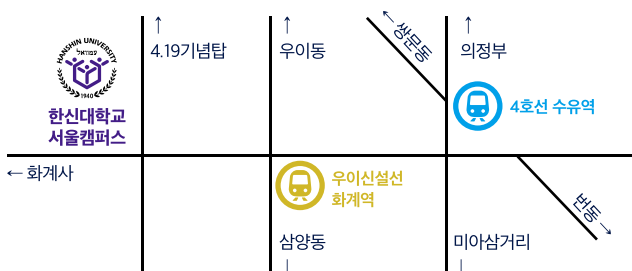 ↑
4.19기념탑
↑
우이동
← 쌍문동
↑
의정부
HANSHIN UNIVERSITY
1940
한신대학교
서울캠퍼스
4호선 수유역
← 화계사
우이신설선
화계역
번동 →
삼양동
미아삼거리